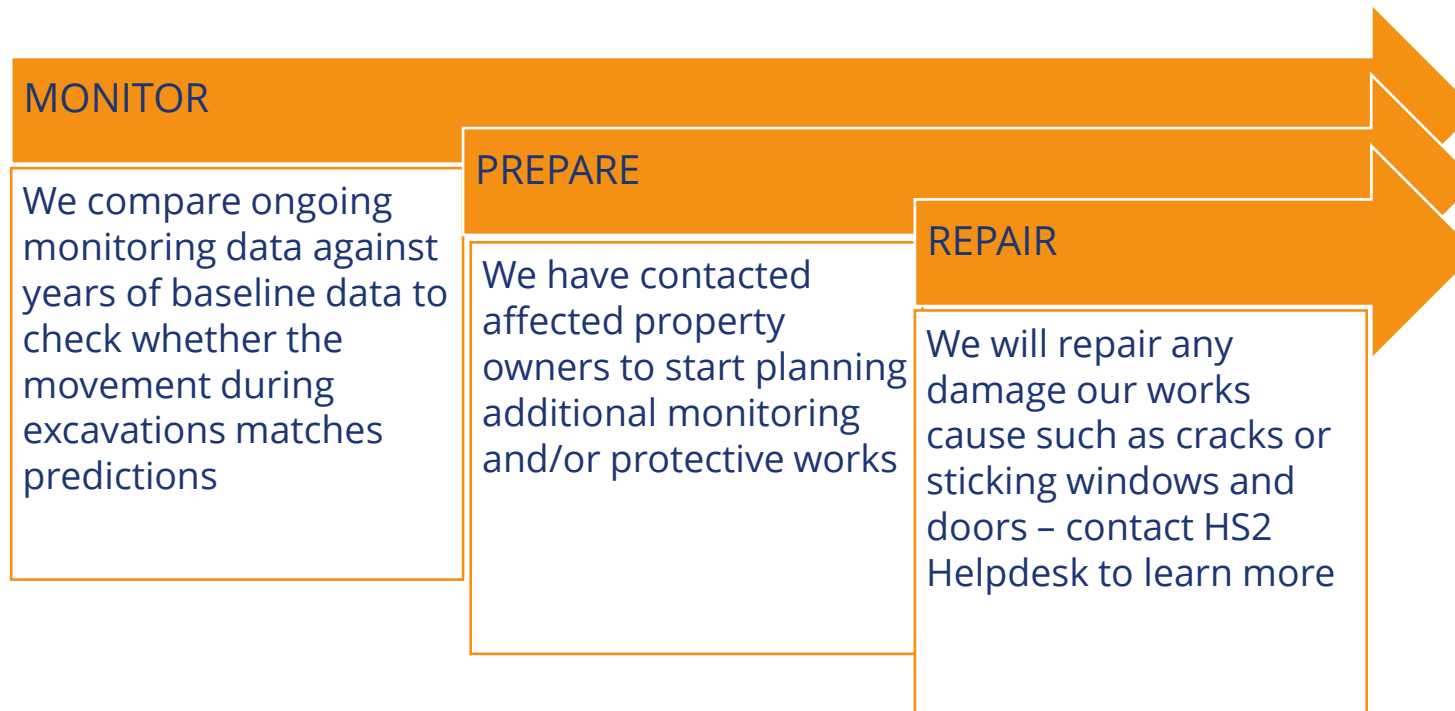 MONITOR
We compare ongoing
monitoring data against
years of baseline data to
check whether the
movement during
excavations matches
predictions
PREPARE
We have contacted
affected property
owners to start planning
additional monitoring
and/or protective works
REPAIR
We will repair any
damage our works
cause such as cracks or
sticking windows and
doors – contact HS2
Helpdesk to learn more